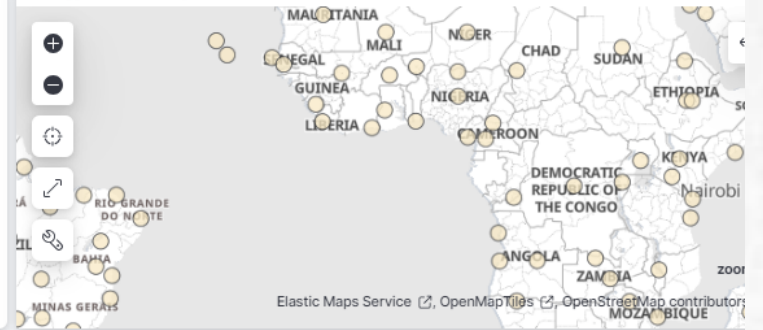 MAURITANIA
MALI
NIGER
CHAD
SUDAN
SENEGAL
GUINEA
NIGERIA
ETHIOPIA
LIBERIA
CAMEROON
KENYA
DEMOCRATIC
REPUBLIC OF
THE CONGO
Nairobi
RIO GRANDE
DO NORTE
BAHIA
ANGOLA
ZAMBIA
zoor
MINAS GERAIS
Elastic Maps Service , OpenMapTiles , OpenStreetMap contributors
MOZAMBIQUE